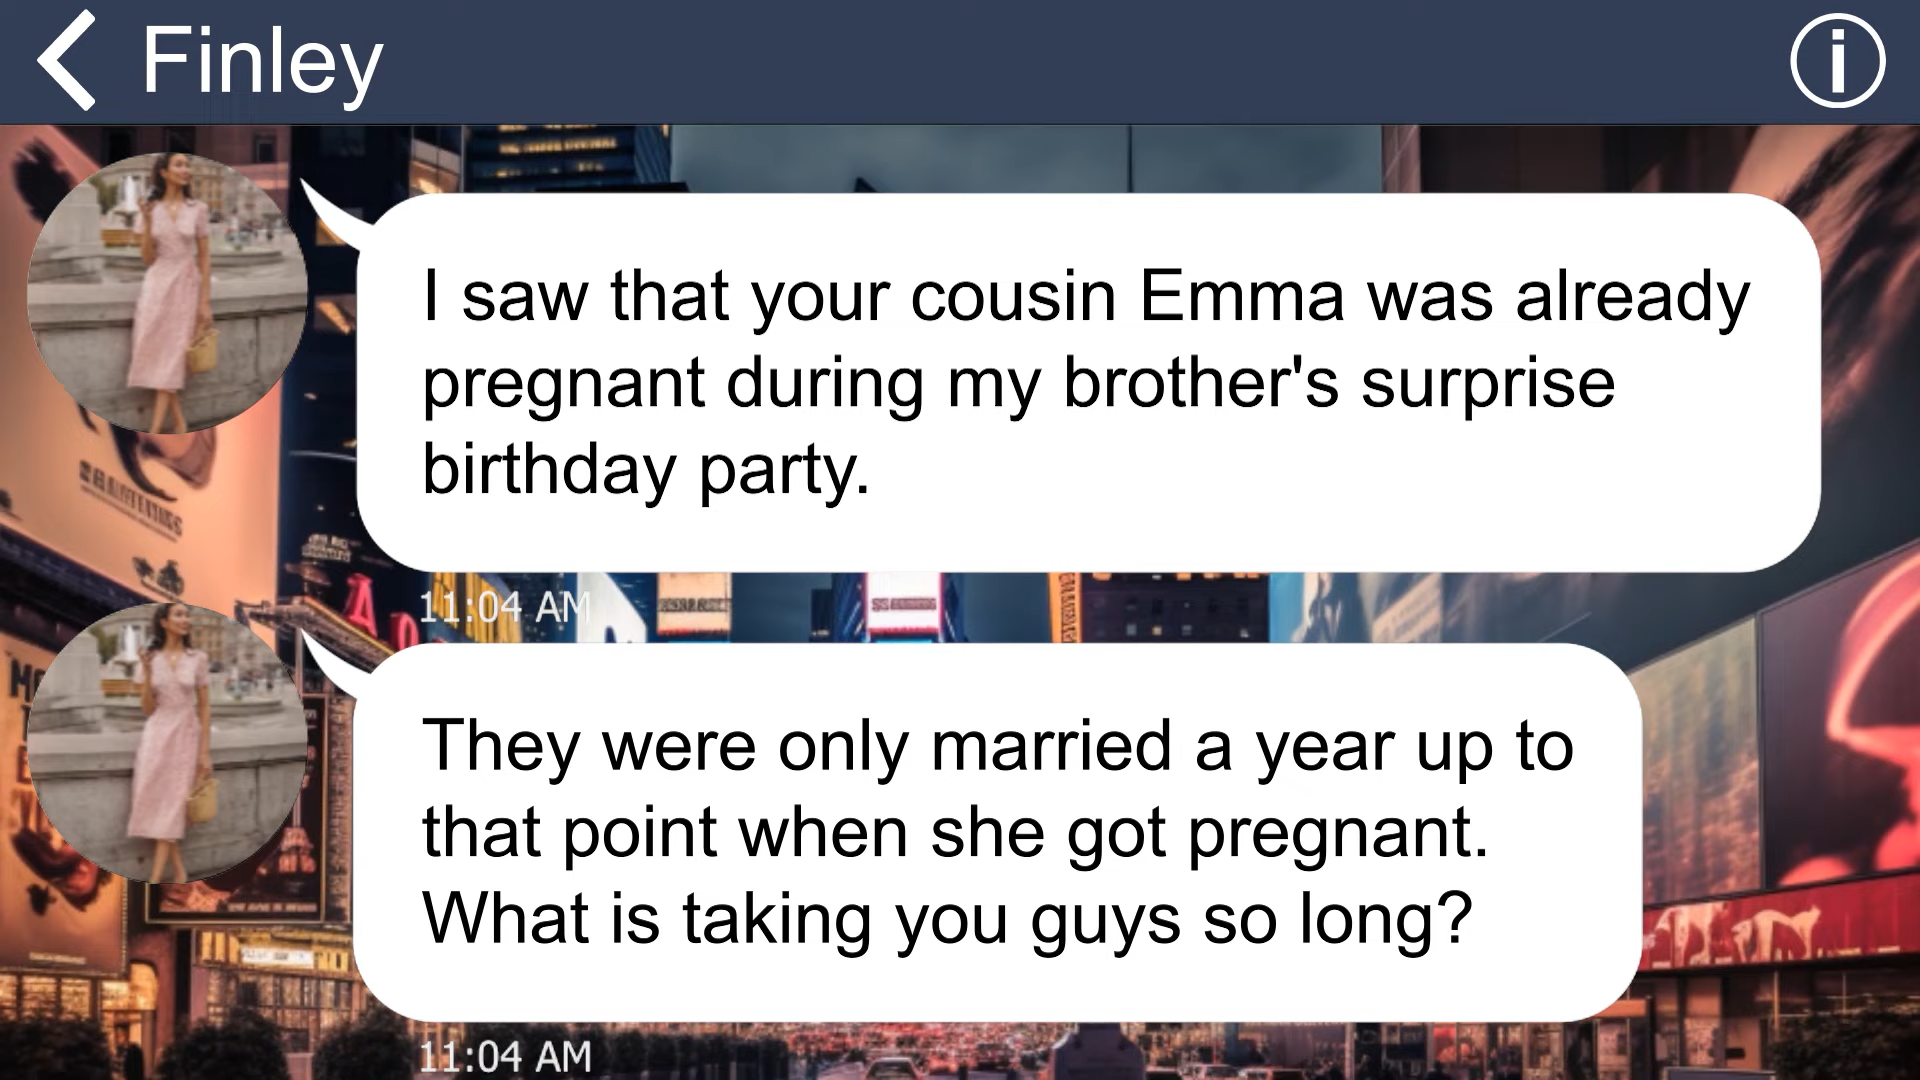 Finley
I saw that your cousin Emma was already
pregnant during my brother's surprise
birthday party.
11:04 AM
They were only married a year up to
that point when she got pregnant.
What is taking you guys so long?
11:04 AM